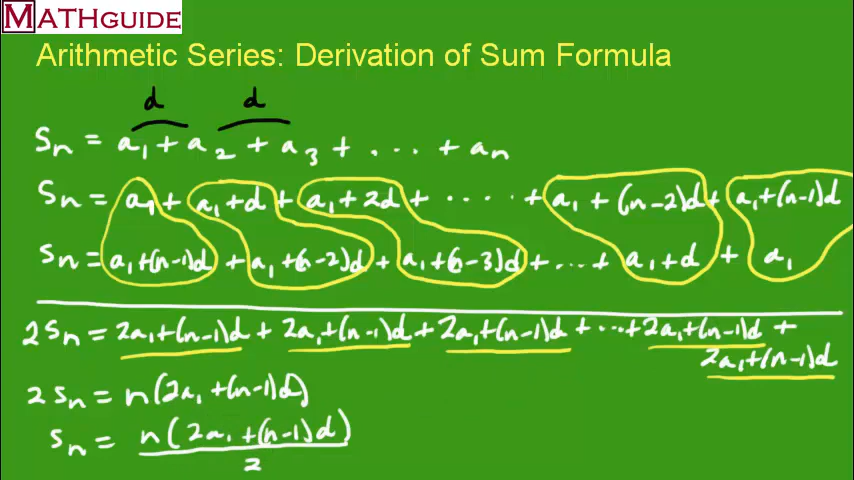 MATHGUIDE
Arithmetic Series: Derivation of Sum Formula
d d
Sn = a1 + a2 + a3 + . . . + an
Sn = a1 + a1 + d + a1 + 2d + . . . . + a1 + (n-2)d + a1 + (n-1)d
Sn = a1 + (n-1)d + a1 + (n-2)d + a1 + (n-3)d + ... + a1 + d + a1
2Sn = 2a1 + (n-1)d + 2a1 + (n-1)d + 2a1 + (n-1)d + ... + 2a1 + (n-1)d +
2a1 + (n-1)d
2Sn = n(2a1 + (n-1)d)
Sn = n(2a1 + (n-1)d)
2